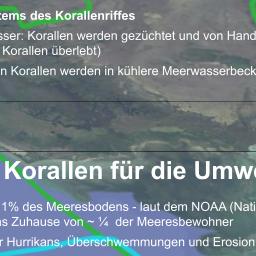 tems des Korallenriffes
sser: Korallen werden gezüchtet und von Hand
Korallen überlebt)
n Korallen werden in kühlere Meerwasserbeck
Korallen für die Umwe
1% des Meeresbodens - laut dem NOAA (Nati
as Zuhause von ~ ¼ der Meeresbewohner
r Hurrikans, Überschwemmungen und Erosion